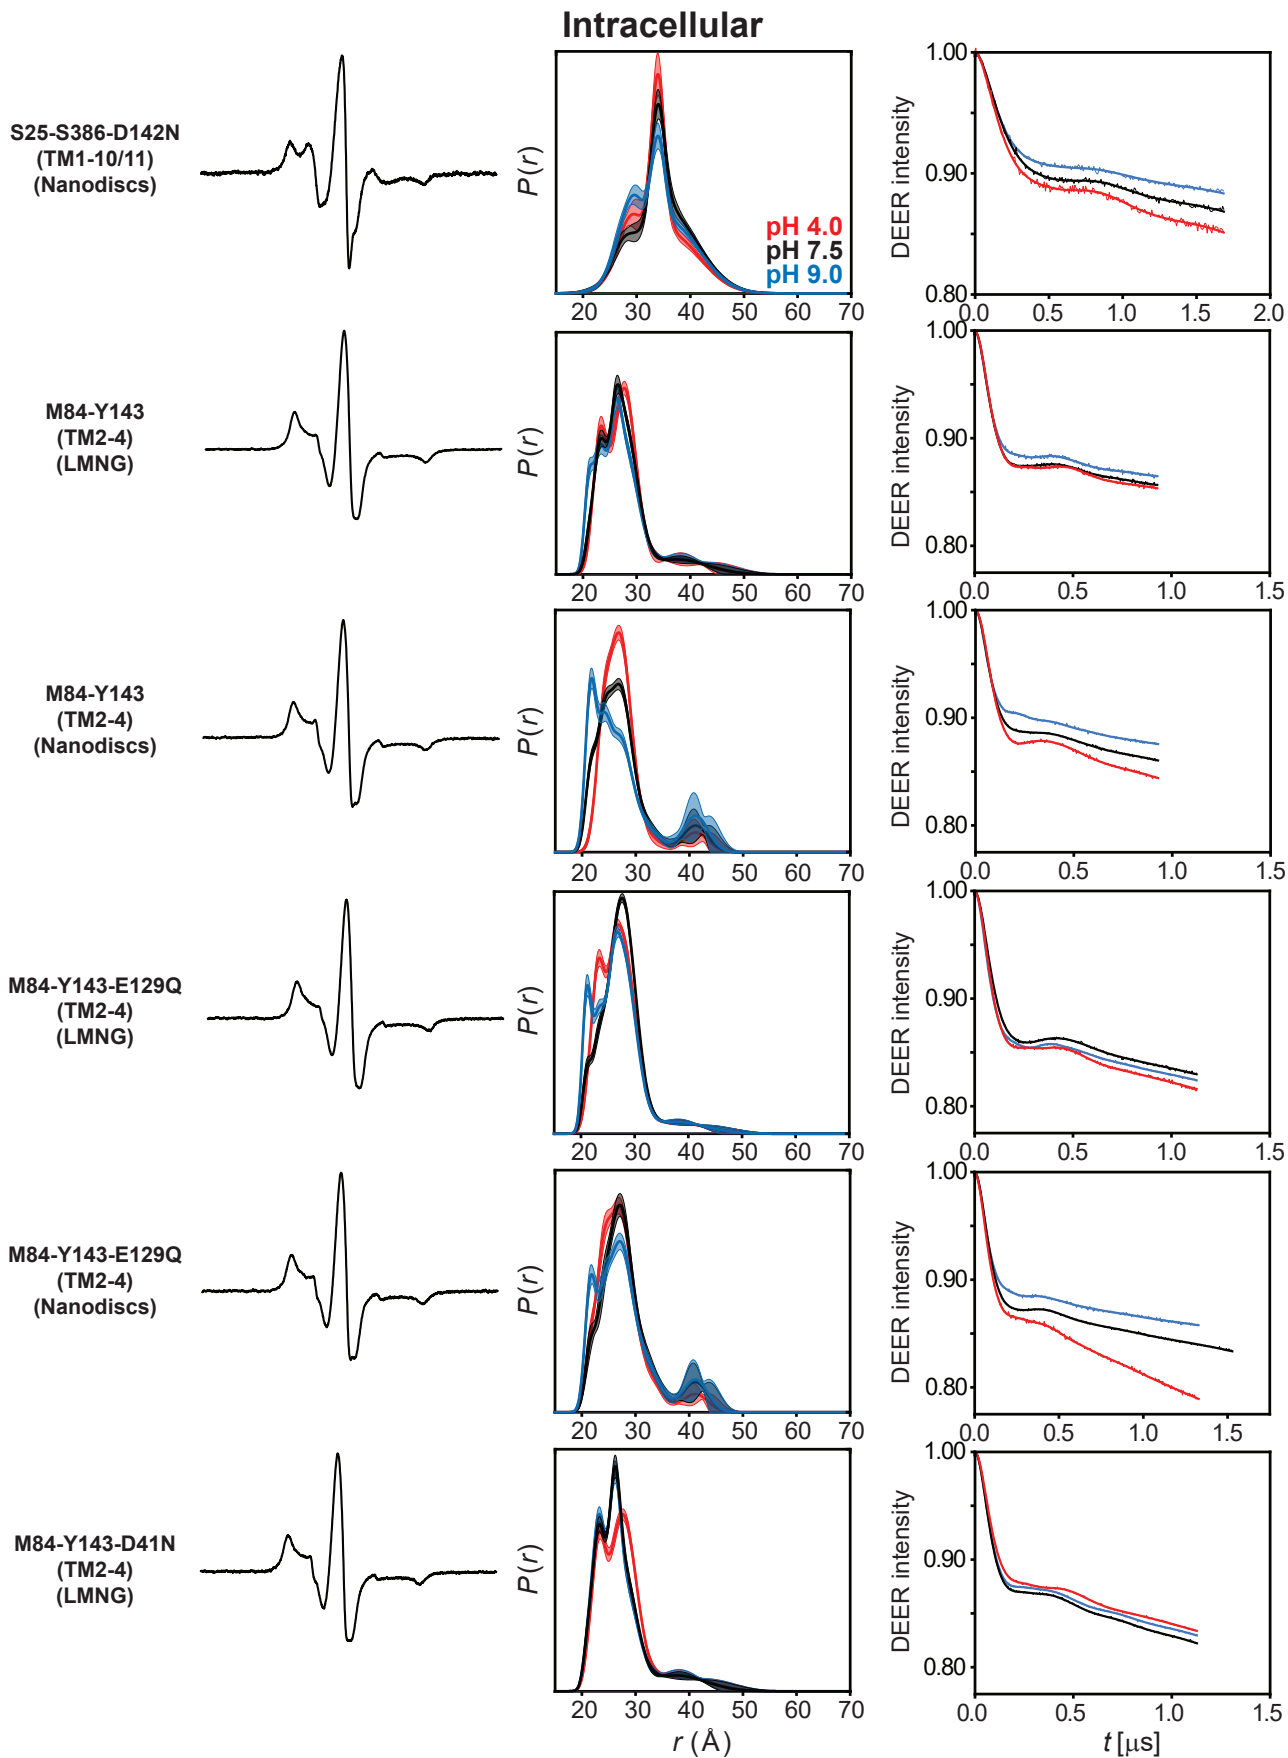 Intracellular
S25-S386-D142N
(TM1-10/11)
(Nanodiscs)
P(r)
pH 4.0
pH 7.5
pH 9.0
20 30 40 50 60 70
DEER intensity
1.00
0.90
0.80
0.0 0.5 1.0 1.5 2.0
M84-Y143
(TM2-4)
(LMNG)
P(r)
20 30 40 50 60 70
DEER intensity
1.00
0.90
0.80
0.0 0.5 1.0 1.5
M84-Y143
(TM2-4)
(Nanodiscs)
P(r)
20 30 40 50 60 70
DEER intensity
1.00
0.90
0.80
0.0 0.5 1.0 1.5
M84-Y143-E129Q
(TM2-4)
(LMNG)
P(r)
20 30 40 50 60 70
DEER intensity
1.00
0.90
0.80
0.0 0.5 1.0 1.5
M84-Y143-E129Q
(TM2-4)
(Nanodiscs)
P(r)
20 30 40 50 60 70
DEER intensity
1.00
0.90
0.80
0.0 0.5 1.0 1.5
M84-Y143-D41N
(TM2-4)
(LMNG)
P(r)
20 30 40 50 60 70
r (Å)
DEER intensity
1.00
0.90
0.80
0.0 0.5 1.0 1.5
t [μs]